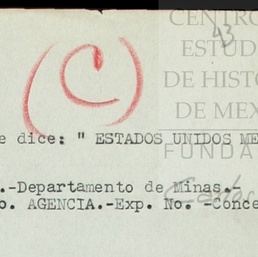 CENTRO
ESTUD
DE HISTO
DE MEX
FUNDA
43
(C)
e dice: " ESTADOS UNIDOS ME
.-Departamento de Minas.-
o. AGENCIA.-Exp. No. -Conce
Carlos